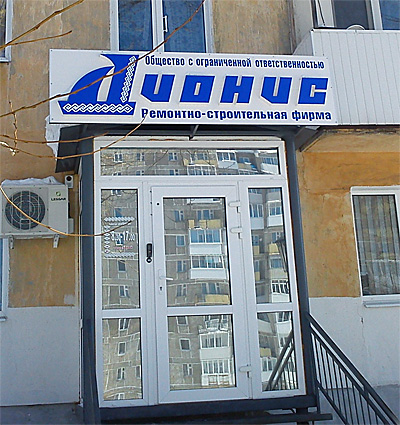 Общество с ограниченной ответственностью
Дионис
Ремонтно-строительная фирма